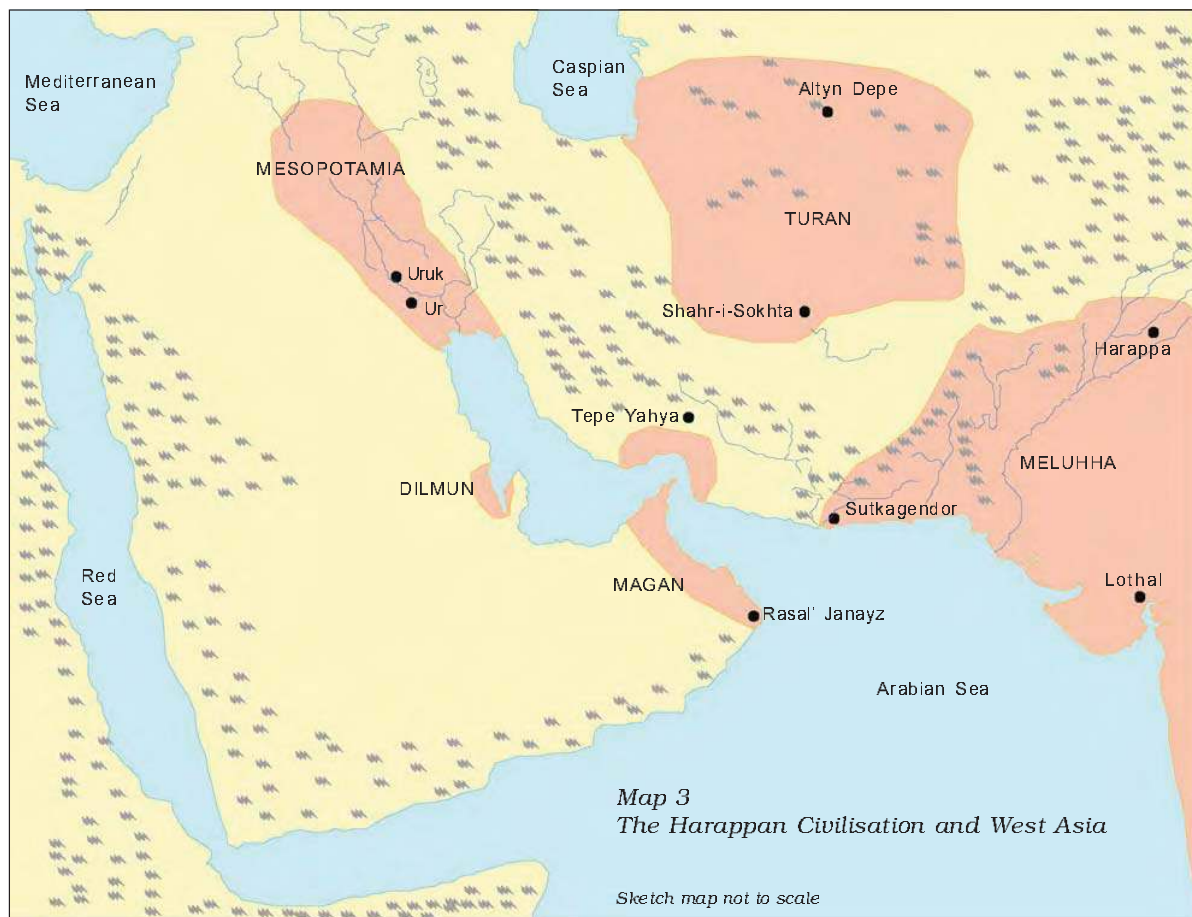 Mediterranean
Sea
Caspian
Sea
Altyn Depe
MESOPOTAMIA
TURAN
Uruk
Ur
Shahr-i-Sokhta
Harappa
Tepe Yahya
MELUHHA
DILMUN
Sutkagendor
Red
Sea
MAGAN
Lothal
Rasal' Janayz
Arabian Sea
Map 3
The Harappan Civilisation and West Asia
Sketch map not to scale